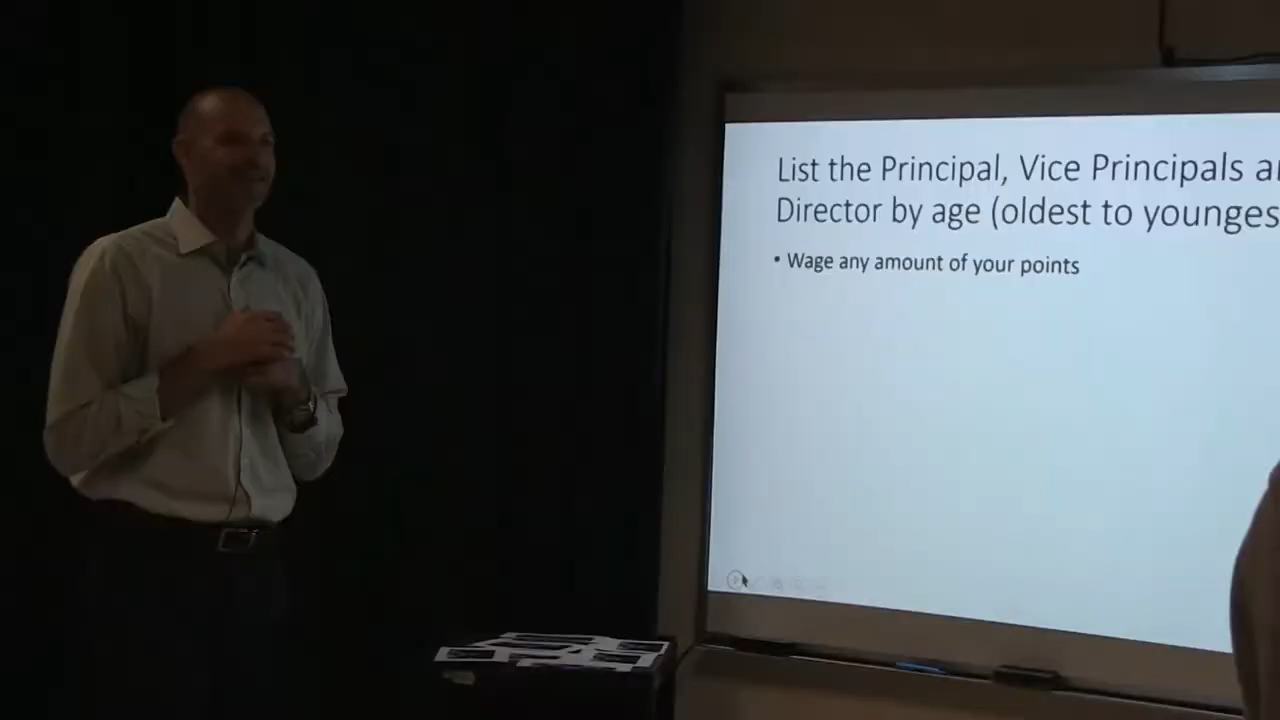 List the Principal, Vice Principals a
Director by age (oldest to younges
• Wage any amount of your points